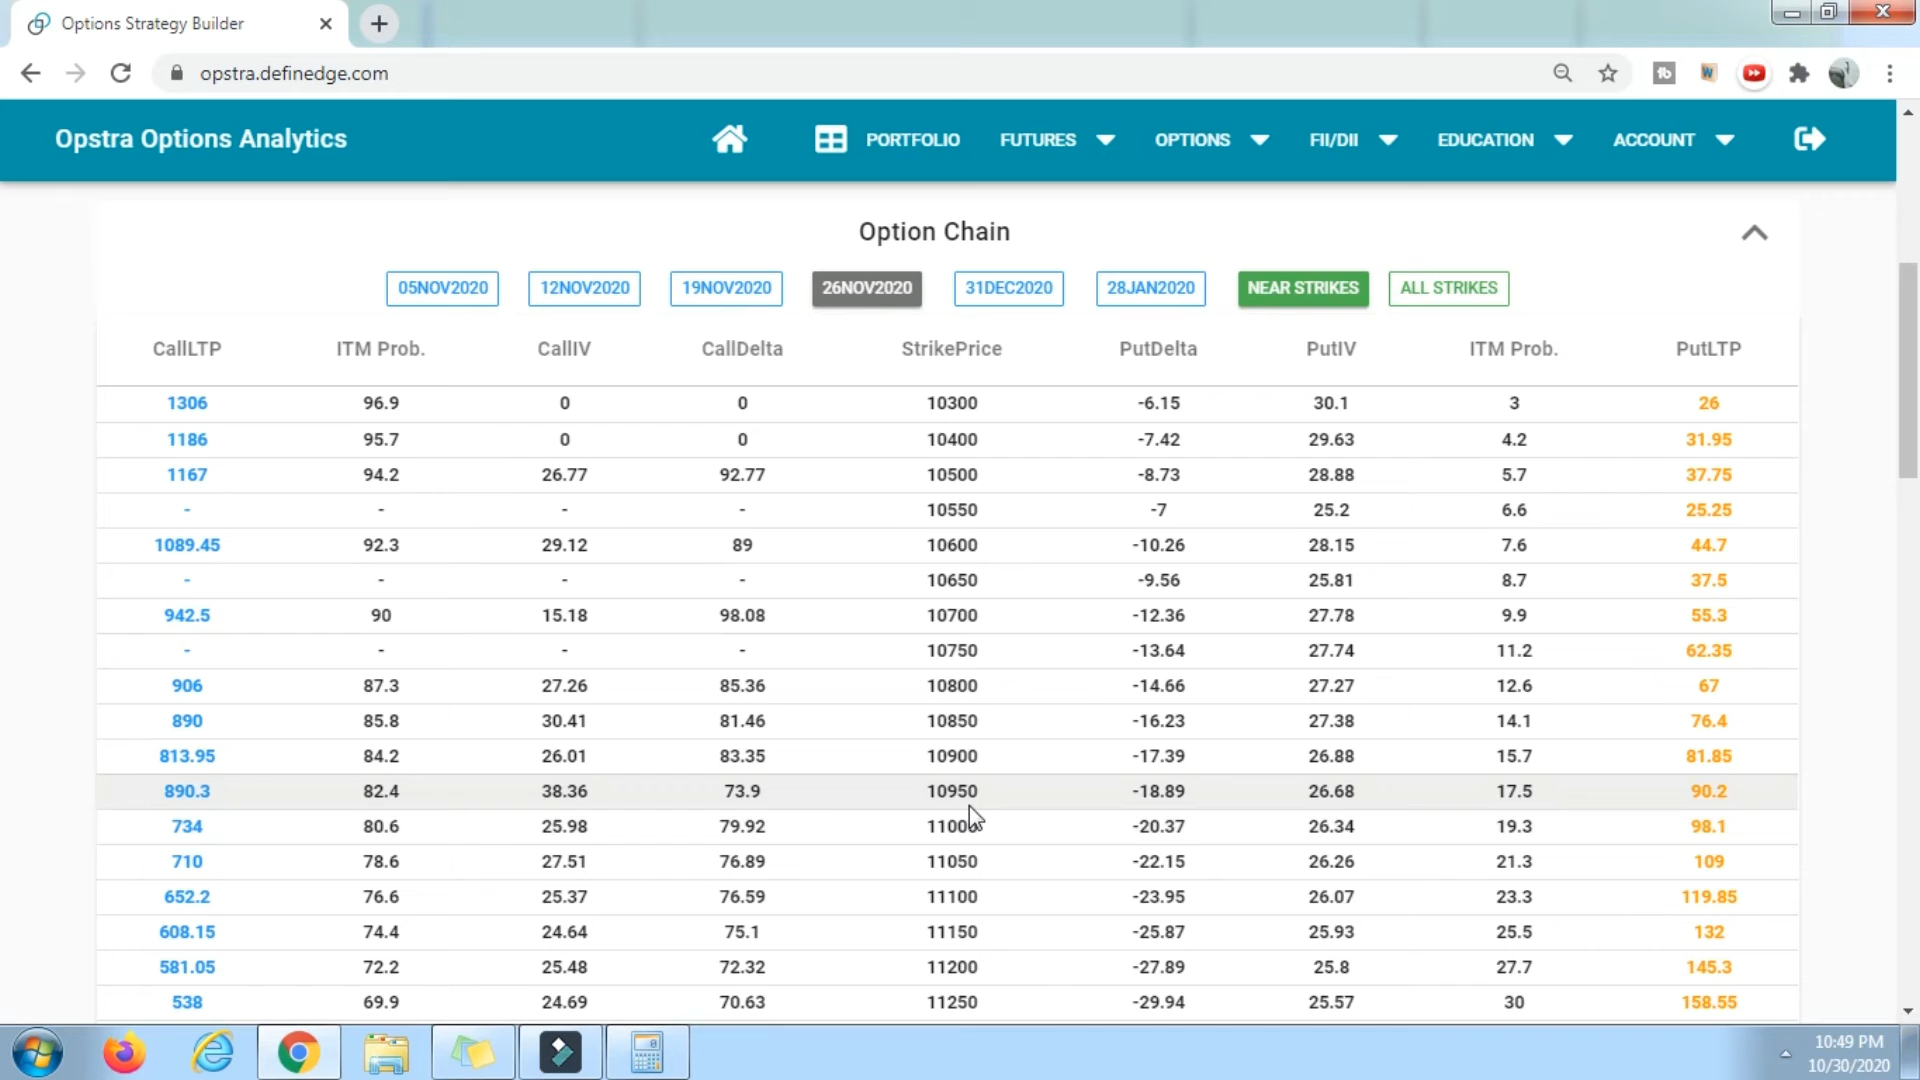 Options Strategy Builder
opstra.definedge.com
Opstra Options Analytics PORTFOLIO FUTURES OPTIONS FII/DII EDUCATION ACCOUNT
Option Chain
05NOV2020 12NOV2020 19NOV2020 26NOV2020 31DEC2020 28JAN2020 NEAR STRIKES ALL STRIKES
CallLTP ITM Prob. CallIV CallDelta StrikePrice PutDelta PutIV ITM Prob. PutLTP
1306 96.9 0 0 10300 -6.15 30.1 3 26
1186 95.7 0 0 10400 -7.42 29.63 4.2 31.95
1167 94.2 26.77 92.77 10500 -8.73 28.88 5.7 37.75
- - - - 10550 -7 25.2 6.6 25.25
1089.45 92.3 29.12 89 10600 -10.26 28.15 7.6 44.7
- - - - 10650 -9.56 25.81 8.7 37.5
942.5 90 15.18 98.08 10700 -12.36 27.78 9.9 55.3
- - - - 10750 -13.64 27.74 11.2 62.35
906 87.3 27.26 85.36 10800 -14.66 27.27 12.6 67
890 85.8 30.41 81.46 10850 -16.23 27.38 14.1 76.4
813.95 84.2 26.01 83.35 10900 -17.39 26.88 15.7 81.85
890.3 82.4 38.36 73.9 10950 -18.89 26.68 17.5 90.2
734 80.6 25.98 79.92 11000 -20.37 26.34 19.3 98.1
710 78.6 27.51 76.89 11050 -22.15 26.26 21.3 109
652.2 76.6 25.37 76.59 11100 -23.95 26.07 23.3 119.85
608.15 74.4 24.64 75.1 11150 -25.87 25.93 25.5 132
581.05 72.2 25.48 72.32 11200 -27.89 25.8 27.7 145.3
538 69.9 24.69 70.63 11250 -29.94 25.57 30 158.55
10:49 PM
10/30/2020